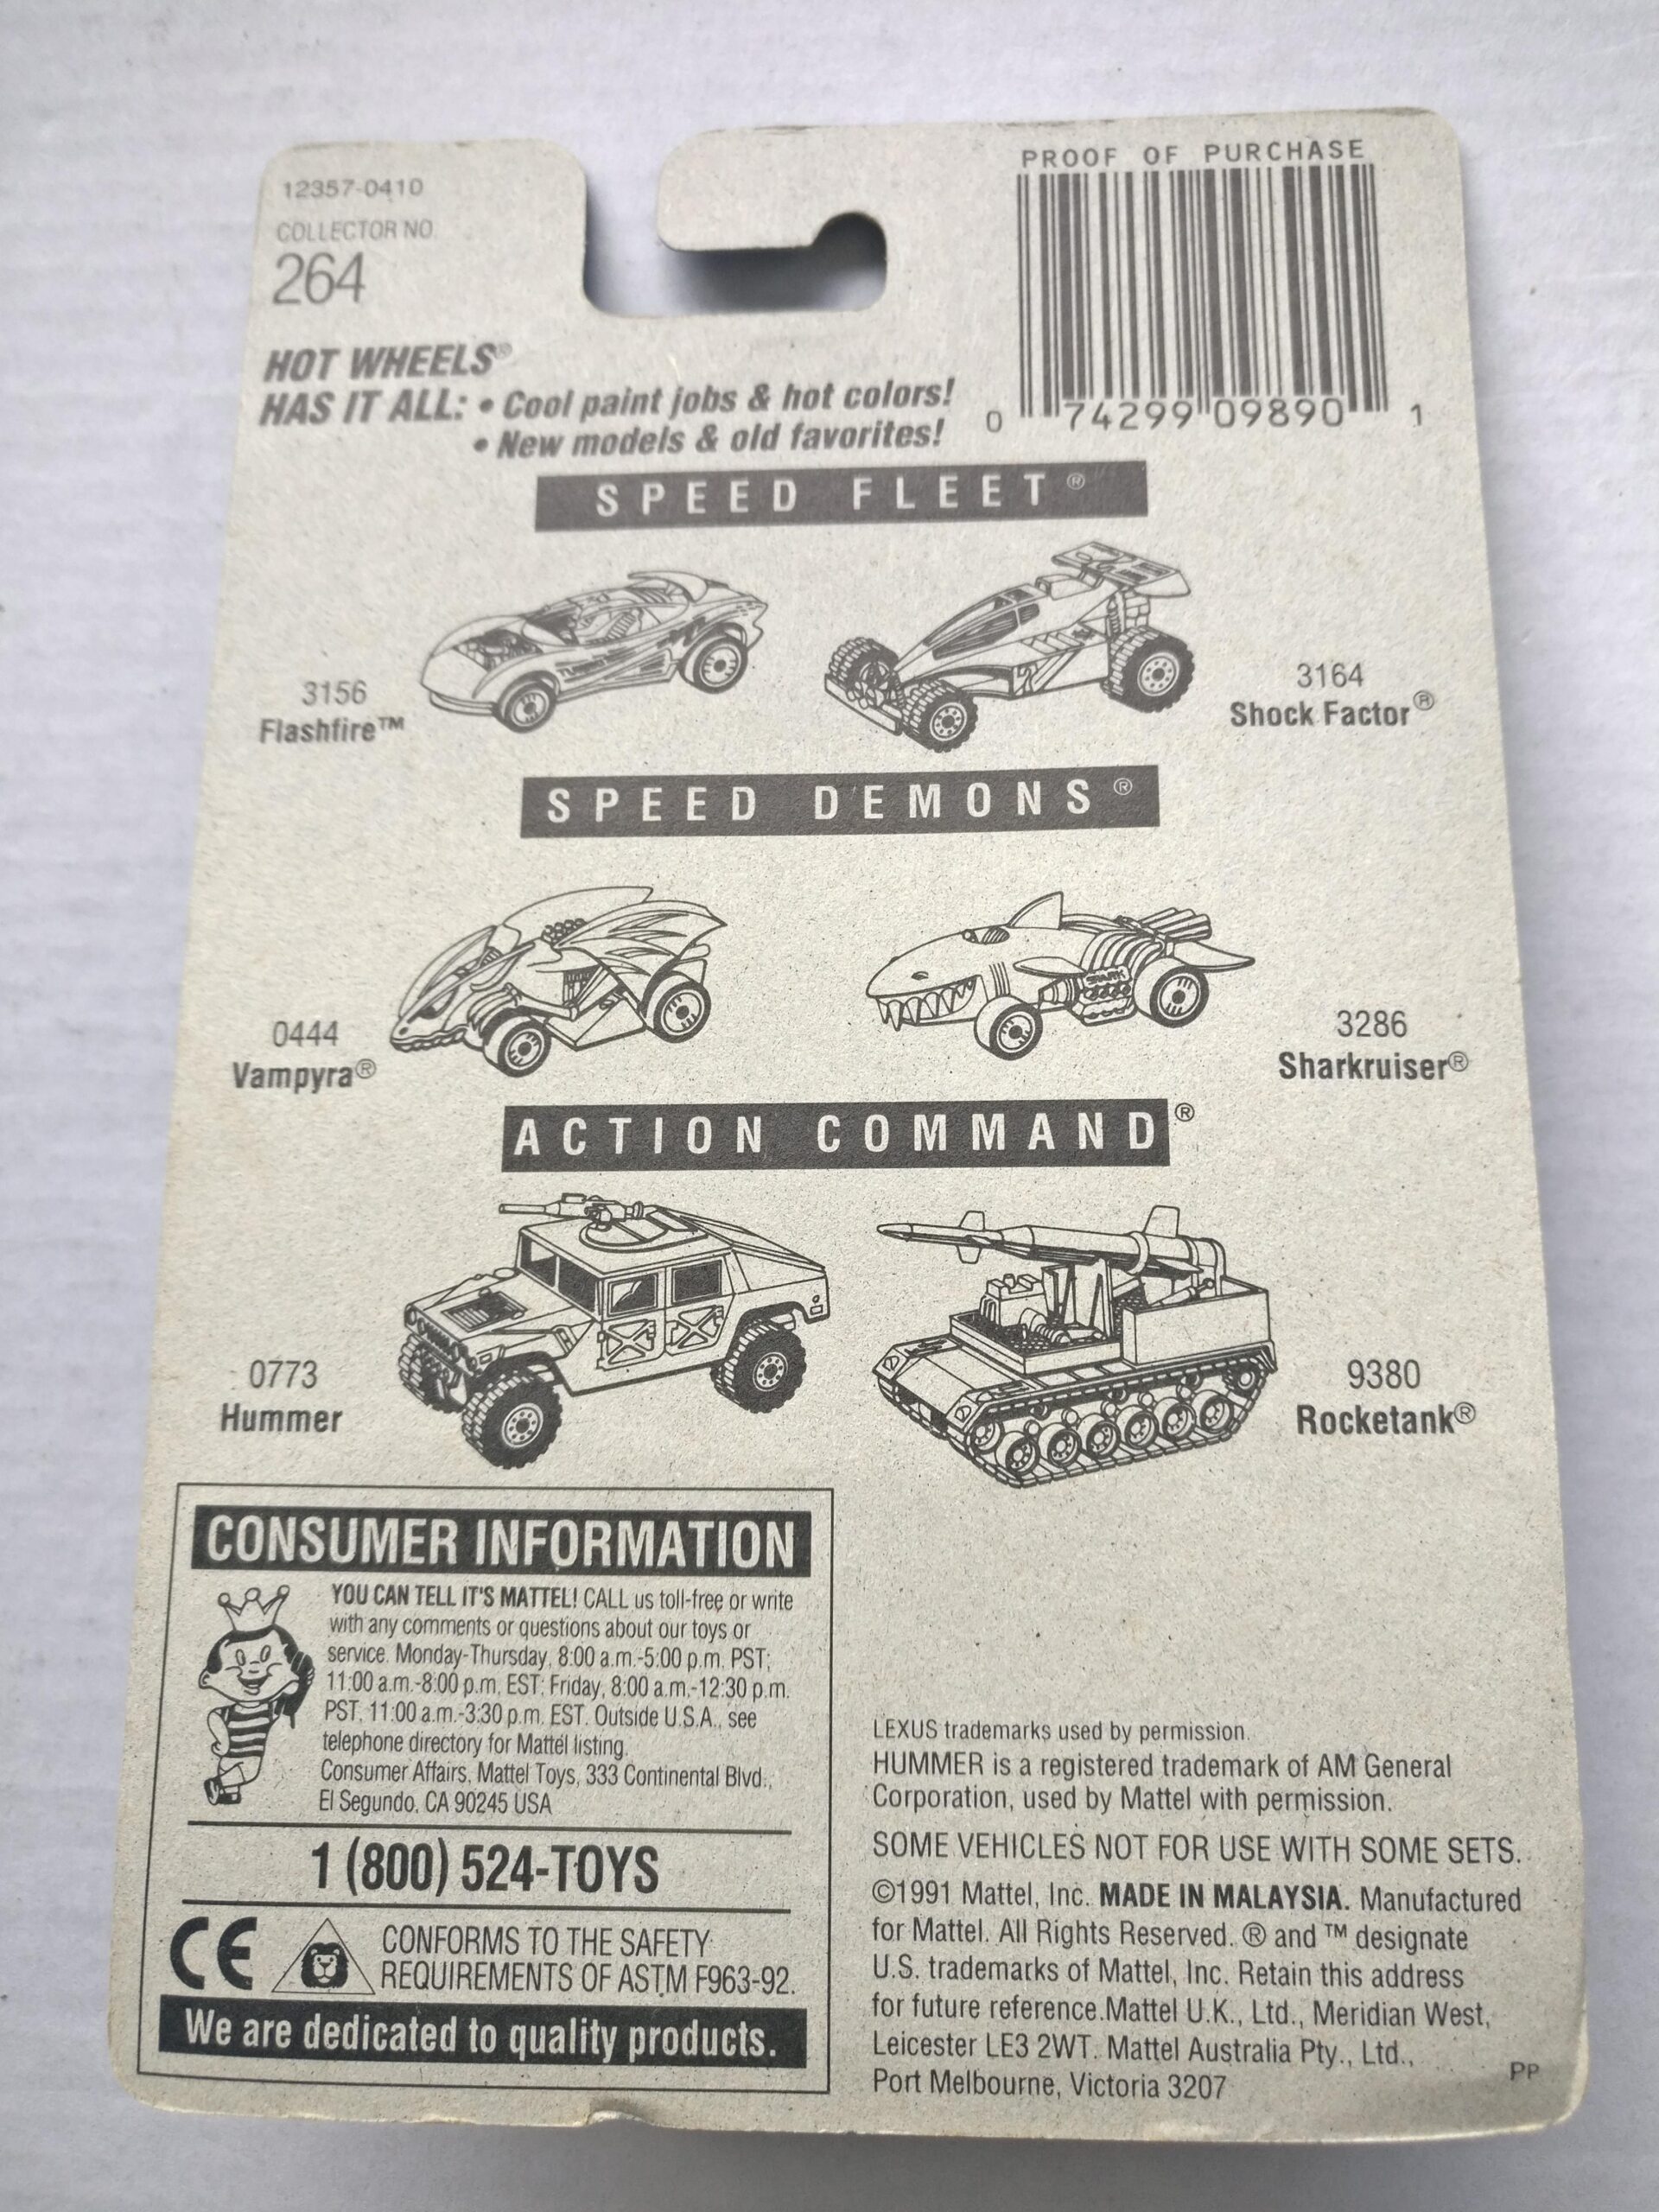 12357-0410
COLLECTOR NO.
264
PROOF OF PURCHASE
0 74299 09890 1
HOT WHEELS®
HAS IT ALL: • Cool paint jobs & hot colors!
• New models & old favorites!
SPEED FLEET®
3156
Flashfire™
3164
Shock Factor®
SPEED DEMONS®
0444
Vampyra®
SHARK
3286
Sharkruiser®
ACTION COMMAND®
0773
Hummer
9380
Rocketank®
CONSUMER INFORMATION
YOU CAN TELL IT'S MATTEL! CALL us toll-free or write
with any comments or questions about our toys or
service. Monday-Thursday, 8:00 a.m.-5:00 p.m. PST;
11:00 a.m.-8:00 p.m. EST; Friday, 8:00 a.m.-12:30 p.m.
PST, 11:00 a.m.-3:30 p.m. EST. Outside U.S.A., see
telephone directory for Mattel listing.
Consumer Affairs, Mattel Toys, 333 Continental Blvd.,
El Segundo, CA 90245 USA
1 (800) 524-TOYS
CE
CONFORMS TO THE SAFETY
REQUIREMENTS OF ASTM F963-92.
We are dedicated to quality products.
LEXUS trademarks used by permission.
HUMMER is a registered trademark of AM General
Corporation, used by Mattel with permission.
SOME VEHICLES NOT FOR USE WITH SOME SETS.
©1991 Mattel, Inc. MADE IN MALAYSIA. Manufactured
for Mattel. All Rights Reserved. ® and ™ designate
U.S. trademarks of Mattel, Inc. Retain this address
for future reference.Mattel U.K., Ltd., Meridian West,
Leicester LE3 2WT. Mattel Australia Pty., Ltd.,
Port Melbourne, Victoria 3207
PP